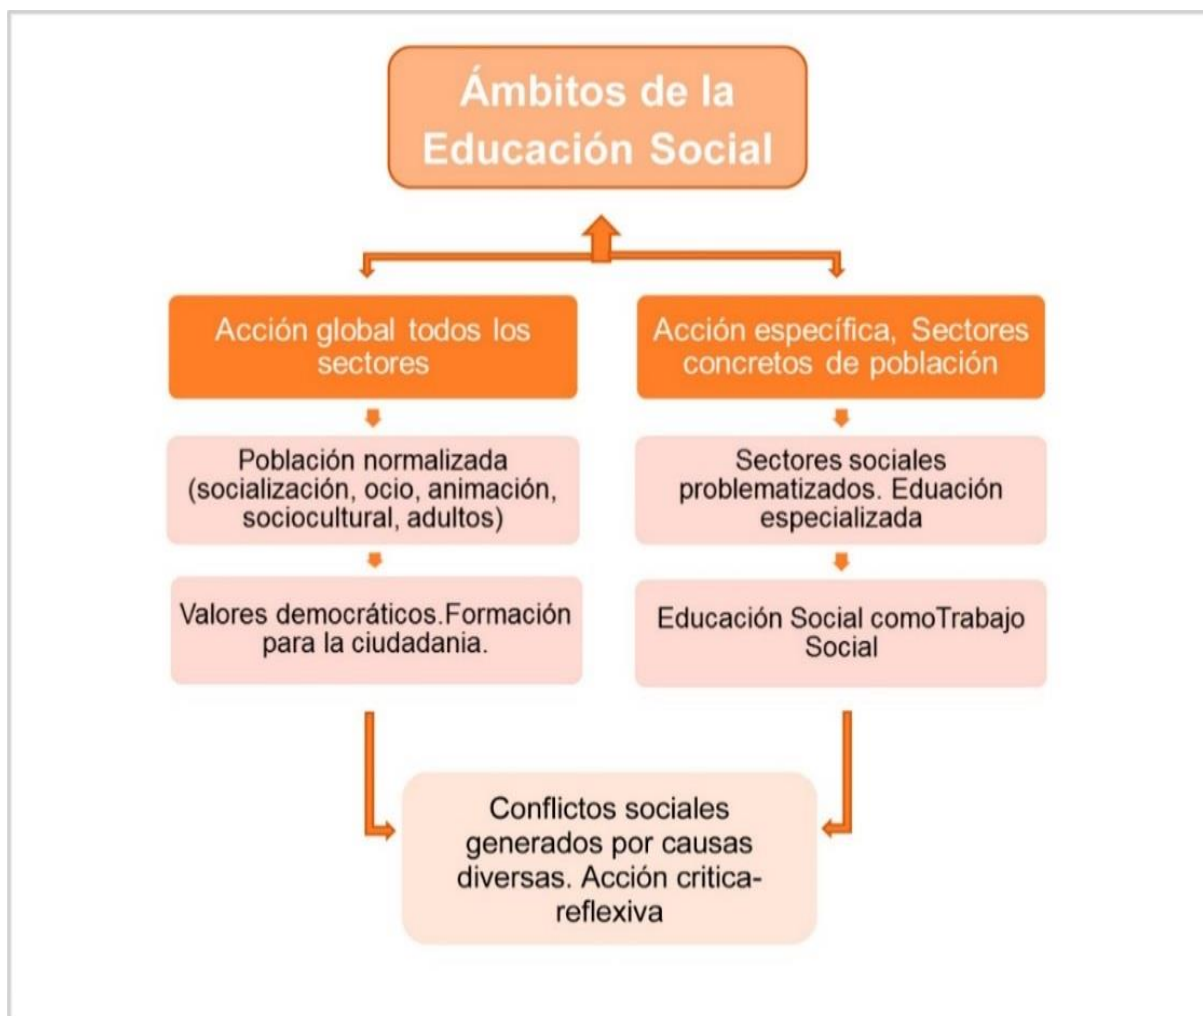 Ámbitos de la
Educación Social
Acción global todos los
sectores
Población normalizada
(socialización, ocio, animación,
sociocultural, adultos)
Valores democráticos.Formación
para la ciudadania.
Acción específica, Sectores
concretos de población
Sectores sociales
problematizados. Eduación
especializada
Educación Social comoTrabajo
Social
Conflictos sociales
generados por causas
diversas. Acción critica-
reflexiva